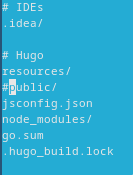 # IDEs
.idea/

# Hugo
resources/
#public/
jsconfig.json
node_modules/
go.sum
.hugo_build.lock